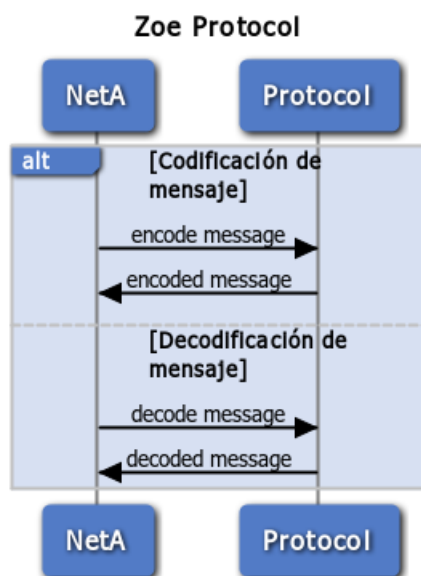 Zoe Protocol
NetA Protocol
alt [Codificación de
mensaje]
encode message
encoded message
[Decodificación de
mensaje]
decode message
decoded message
NetA Protocol